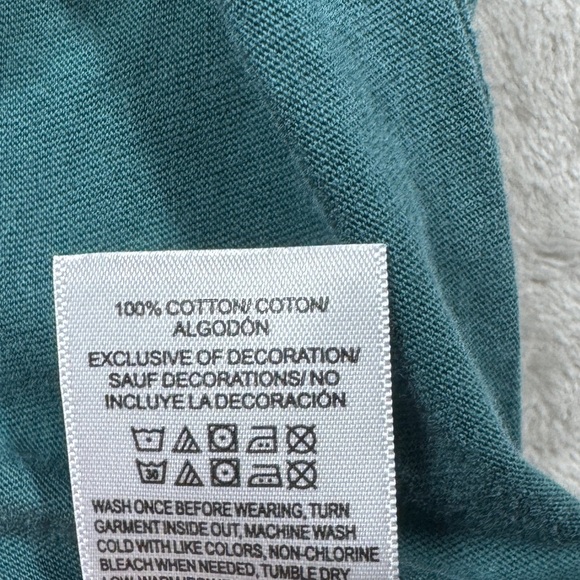 100% COTTON/ COTON/
ALGODÓN
EXCLUSIVE OF DECORATION/
SAUF DECORATIONS/ NO
INCLUYE LA DECORACIÓN
30
WASH ONCE BEFORE WEARING, TURN
GARMENT INSIDE OUT, MACHINE WASH
COLD WITH LIKE COLORS, NON-CHLORINE
BLEACH WHEN NEEDED, TUMBLE DRY